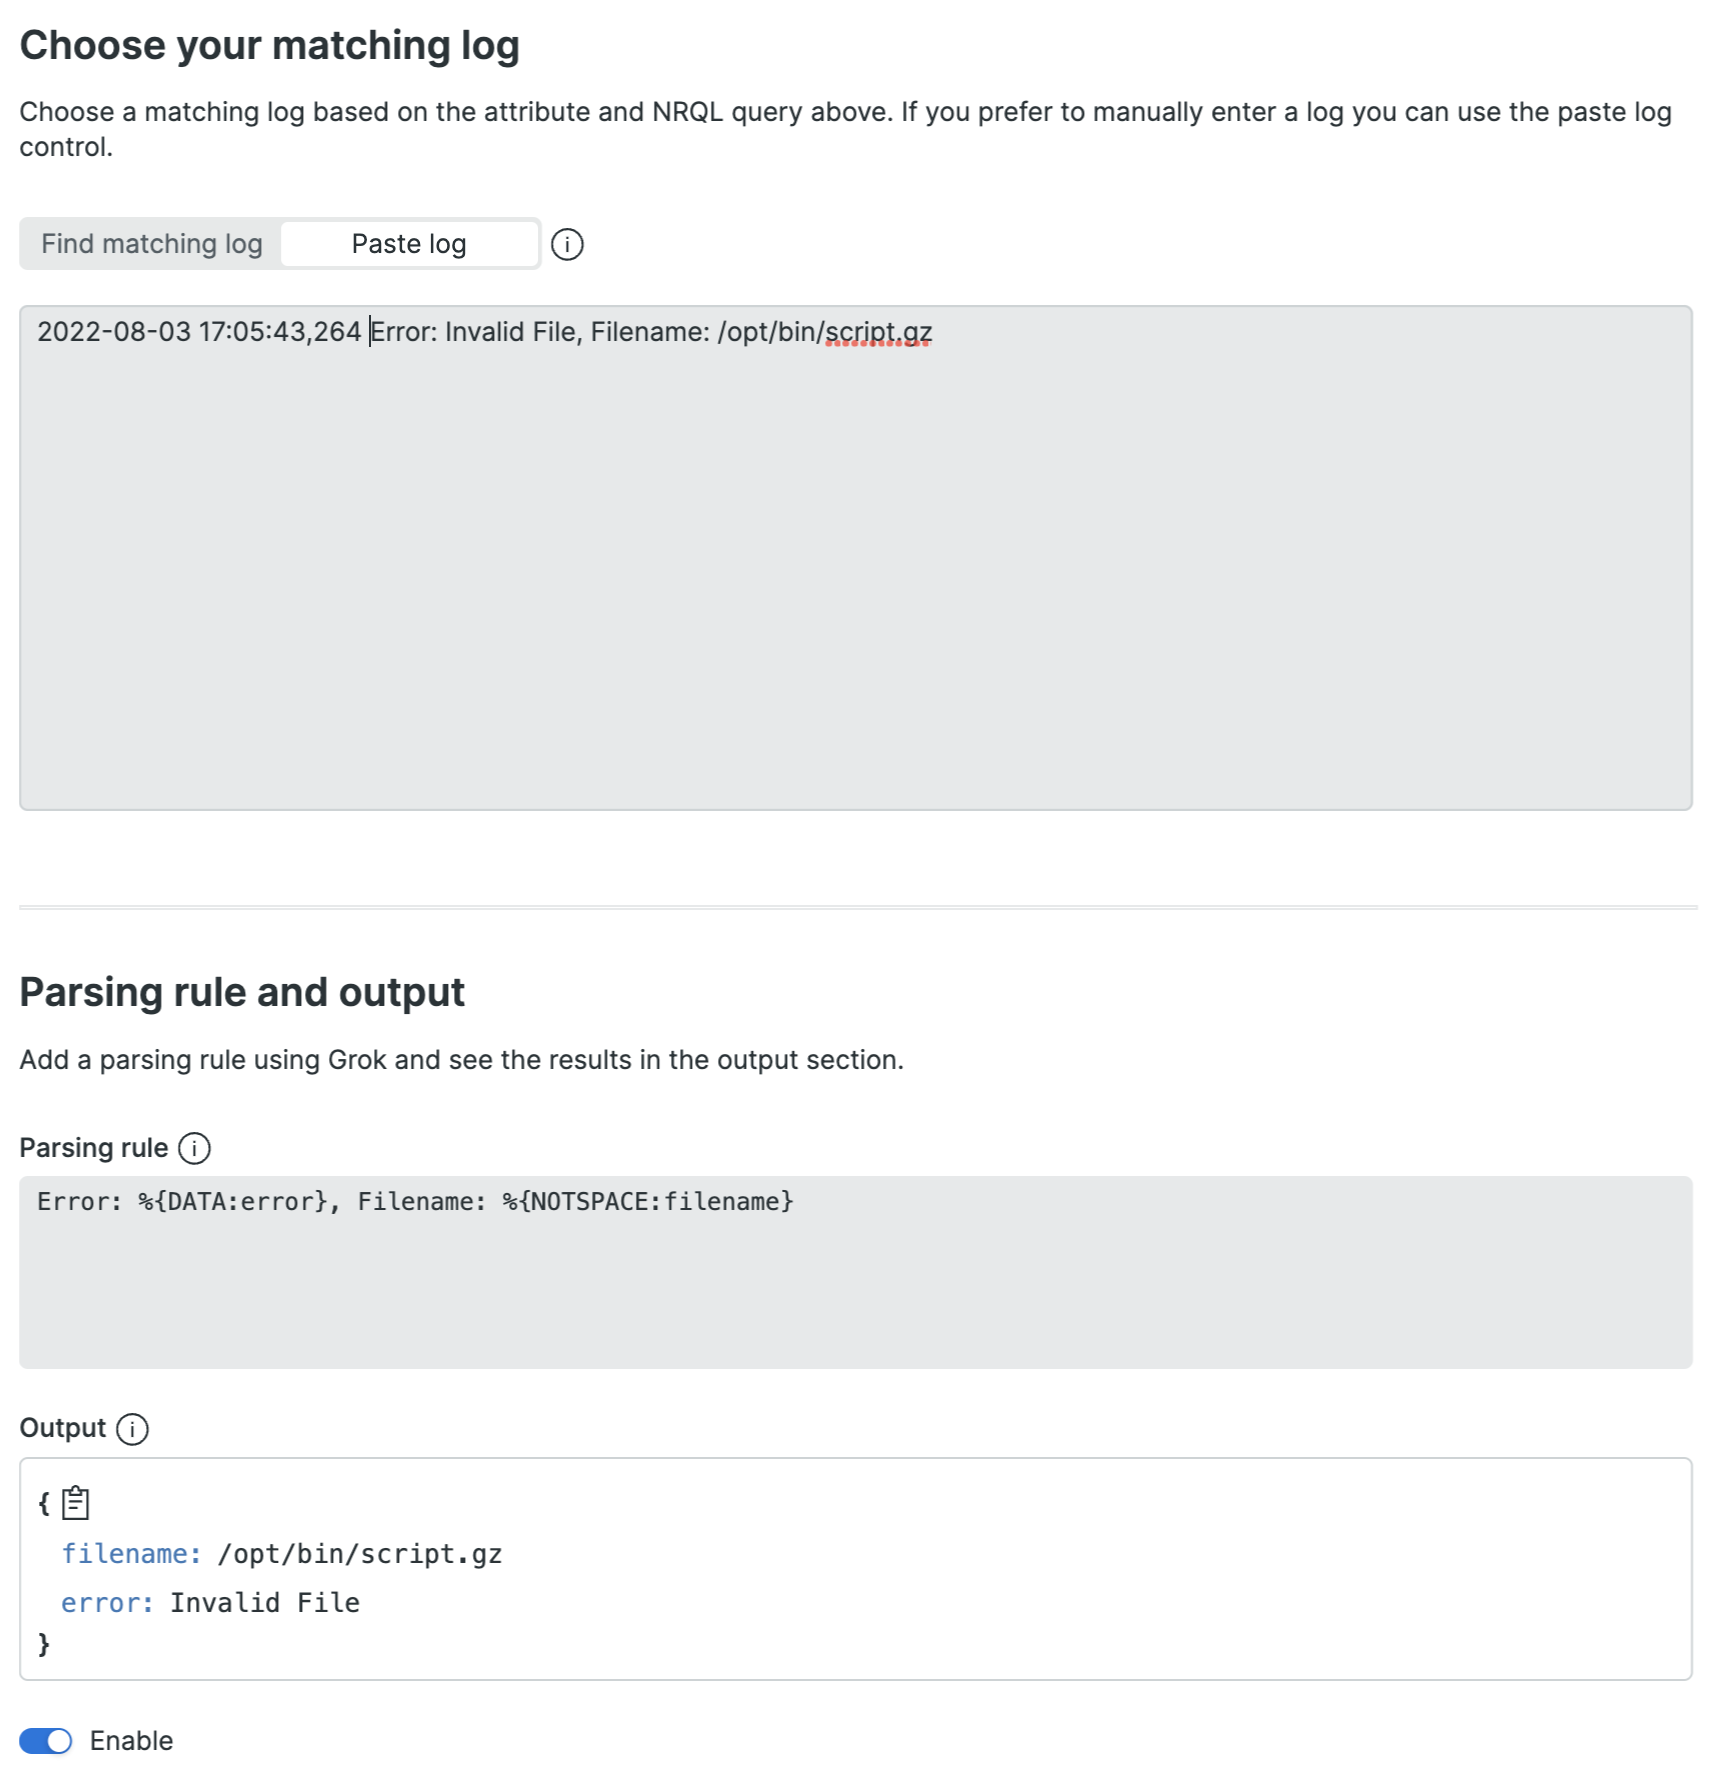 Choose your matching log
Choose a matching log based on the attribute and NRQL query above. If you prefer to manually enter a log you can use the paste log
control.
Find matching log Paste log
2022-08-03 17:05:43,264 Error: Invalid File, Filename: /opt/bin/script.gz
Parsing rule and output
Add a parsing rule using Grok and see the results in the output section.
Parsing rule
Error: %{DATA:error}, Filename: %{NOTSPACE:filename}
Output
{
filename: /opt/bin/script.gz
error: Invalid File
}
Enable